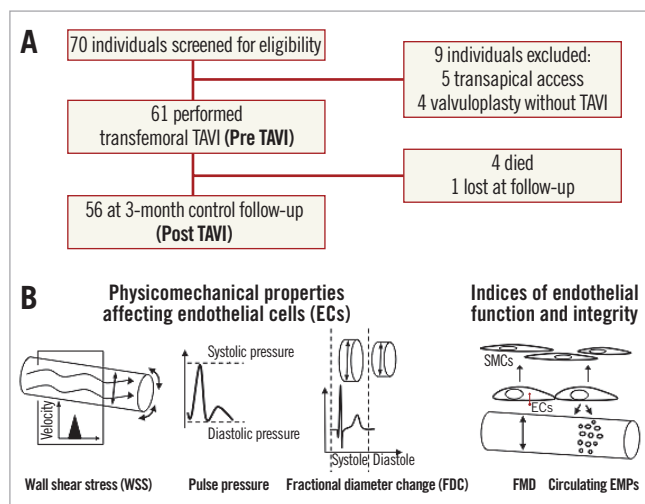 A
70 individuals screened for eligibility
9 individuals excluded:
5 transapical access
4 valvuloplasty without TAVI
61 performed
transfemoral TAVI (Pre TAVI)
4 died
1 lost at follow-up
56 at 3-month control follow-up
(Post TAVI)
B
Physicomechanical properties
affecting endothelial cells (ECs)
Indices of endothelial
function and integrity
Systolic pressure
Diastolic pressure
Velocity
Systole
Diastole
SMCs
ECs
Wall shear stress (WSS)
Pulse pressure
Fractional diameter change (FDC)
FMD
Circulating EMPs